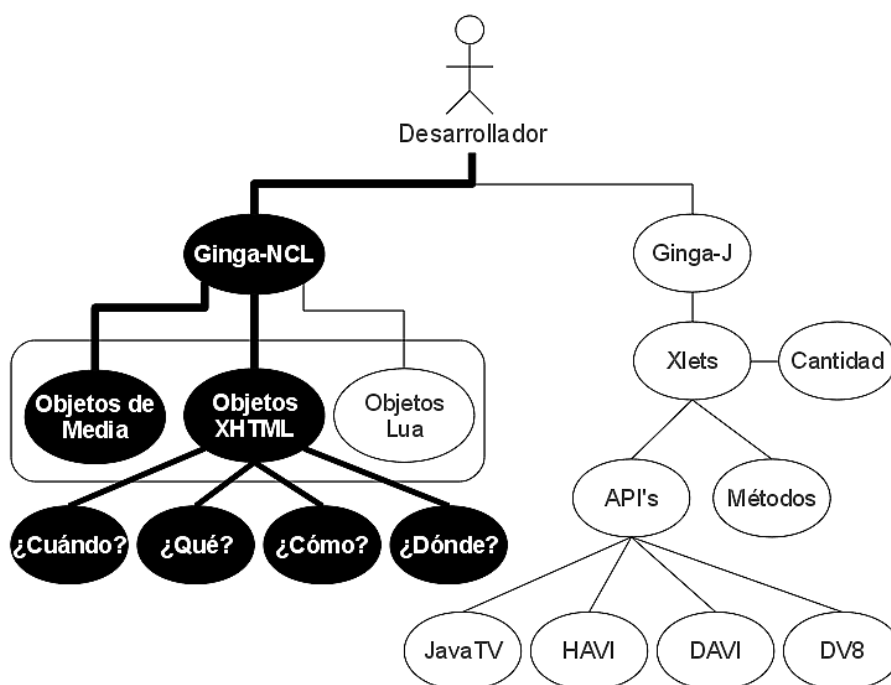 Desarrollador
Ginga-NCL
Ginga-J
Xlets
Cantidad
Objetos de
Media
Objetos
XHTML
Objetos
Lua
API's
Métodos
¿Cuándo?
¿Qué?
¿Cómo?
¿Dónde?
JavaTV
HAVI
DAVI
DV8